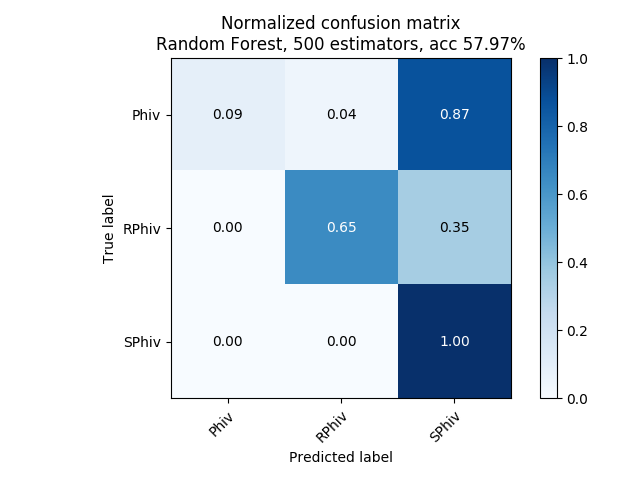 Normalized confusion matrix
Random Forest, 500 estimators, acc 57.97%
1.0
Phiv 0.09 0.04 0.87
0.8
0.6
True label
RPhiv 0.00 0.65 0.35
0.4
0.2
SPhiv 0.00 0.00 1.00
0.0
Phiv RPhiv SPhiv
Predicted label